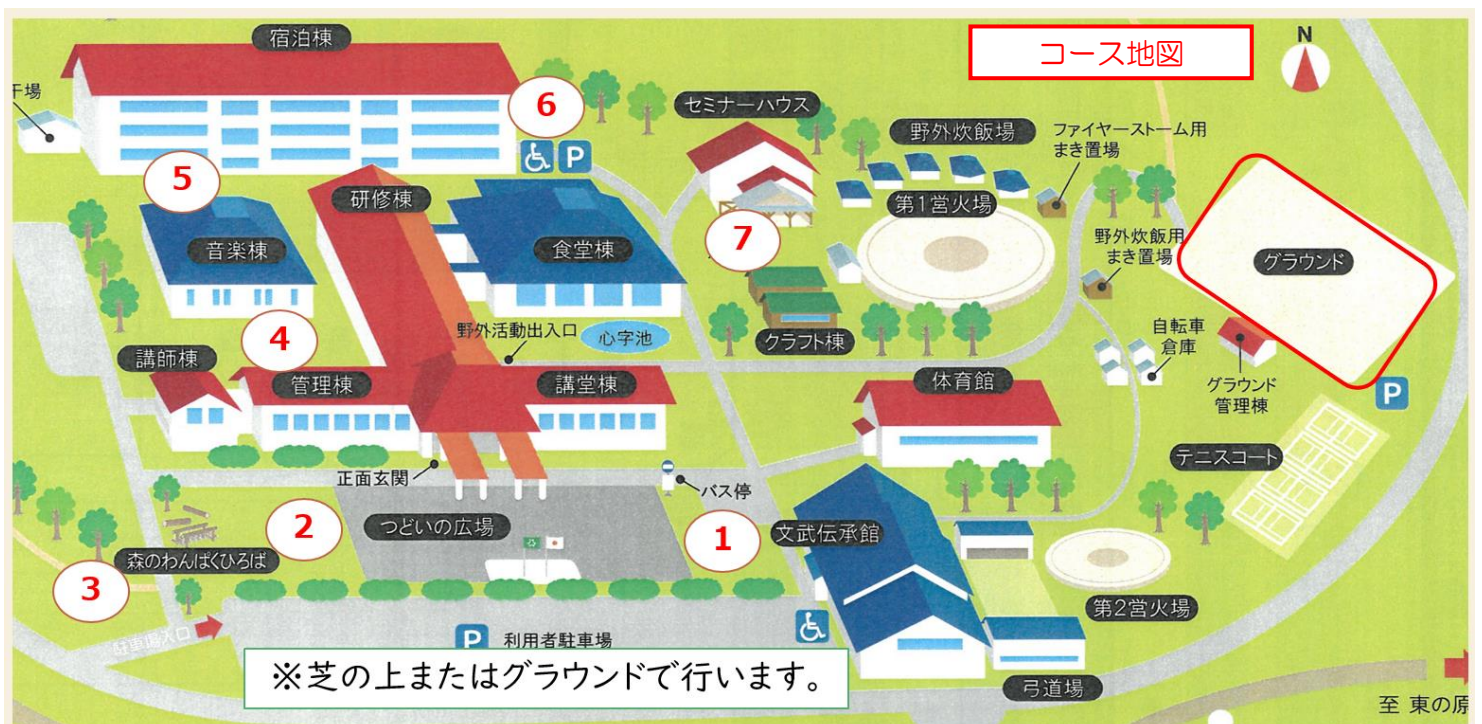 宿泊棟
コース地図
N
干場
6
セミナーハウス
野外炊飯場
ファイヤーストーム用
まき置場
P
5
研修棟
第1営火場
音楽棟
食堂棟
7
野外炊飯用
まき置場
グラウンド
4
野外活動出入口
心字池
クラフト棟
自転車
倉庫
講師棟
管理棟
講堂棟
体育館
グラウンド
管理棟
P
正面玄関
バス停
テニスコート
2
つどいの広場
1
文武伝承館
森のわんぱくひろば
3
第2営火場
駐車場入口
P 利用者駐車場
※芝の上またはグラウンドで行います。
弓道場
至 東の原